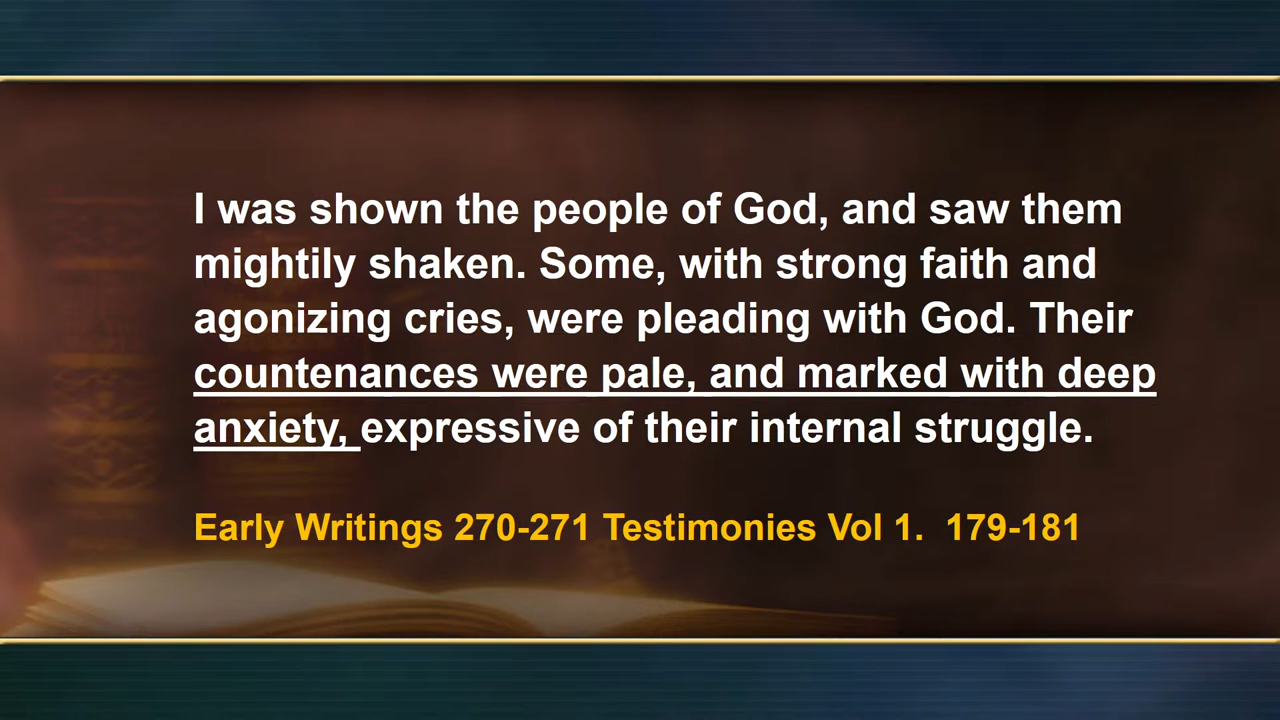 I was shown the people of God, and saw them
mightily shaken. Some, with strong faith and
agonizing cries, were pleading with God. Their
countenances were pale, and marked with deep
anxiety, expressive of their internal struggle.
Early Writings 270-271 Testimonies Vol 1.  179-181